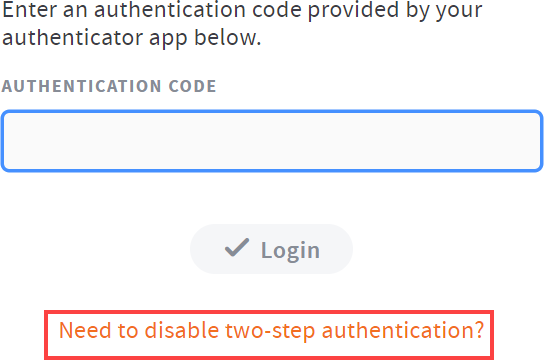 Enter an authentication code provided by your
authenticator app below.
AUTHENTICATION CODE
Login
Need to disable two-step authentication?